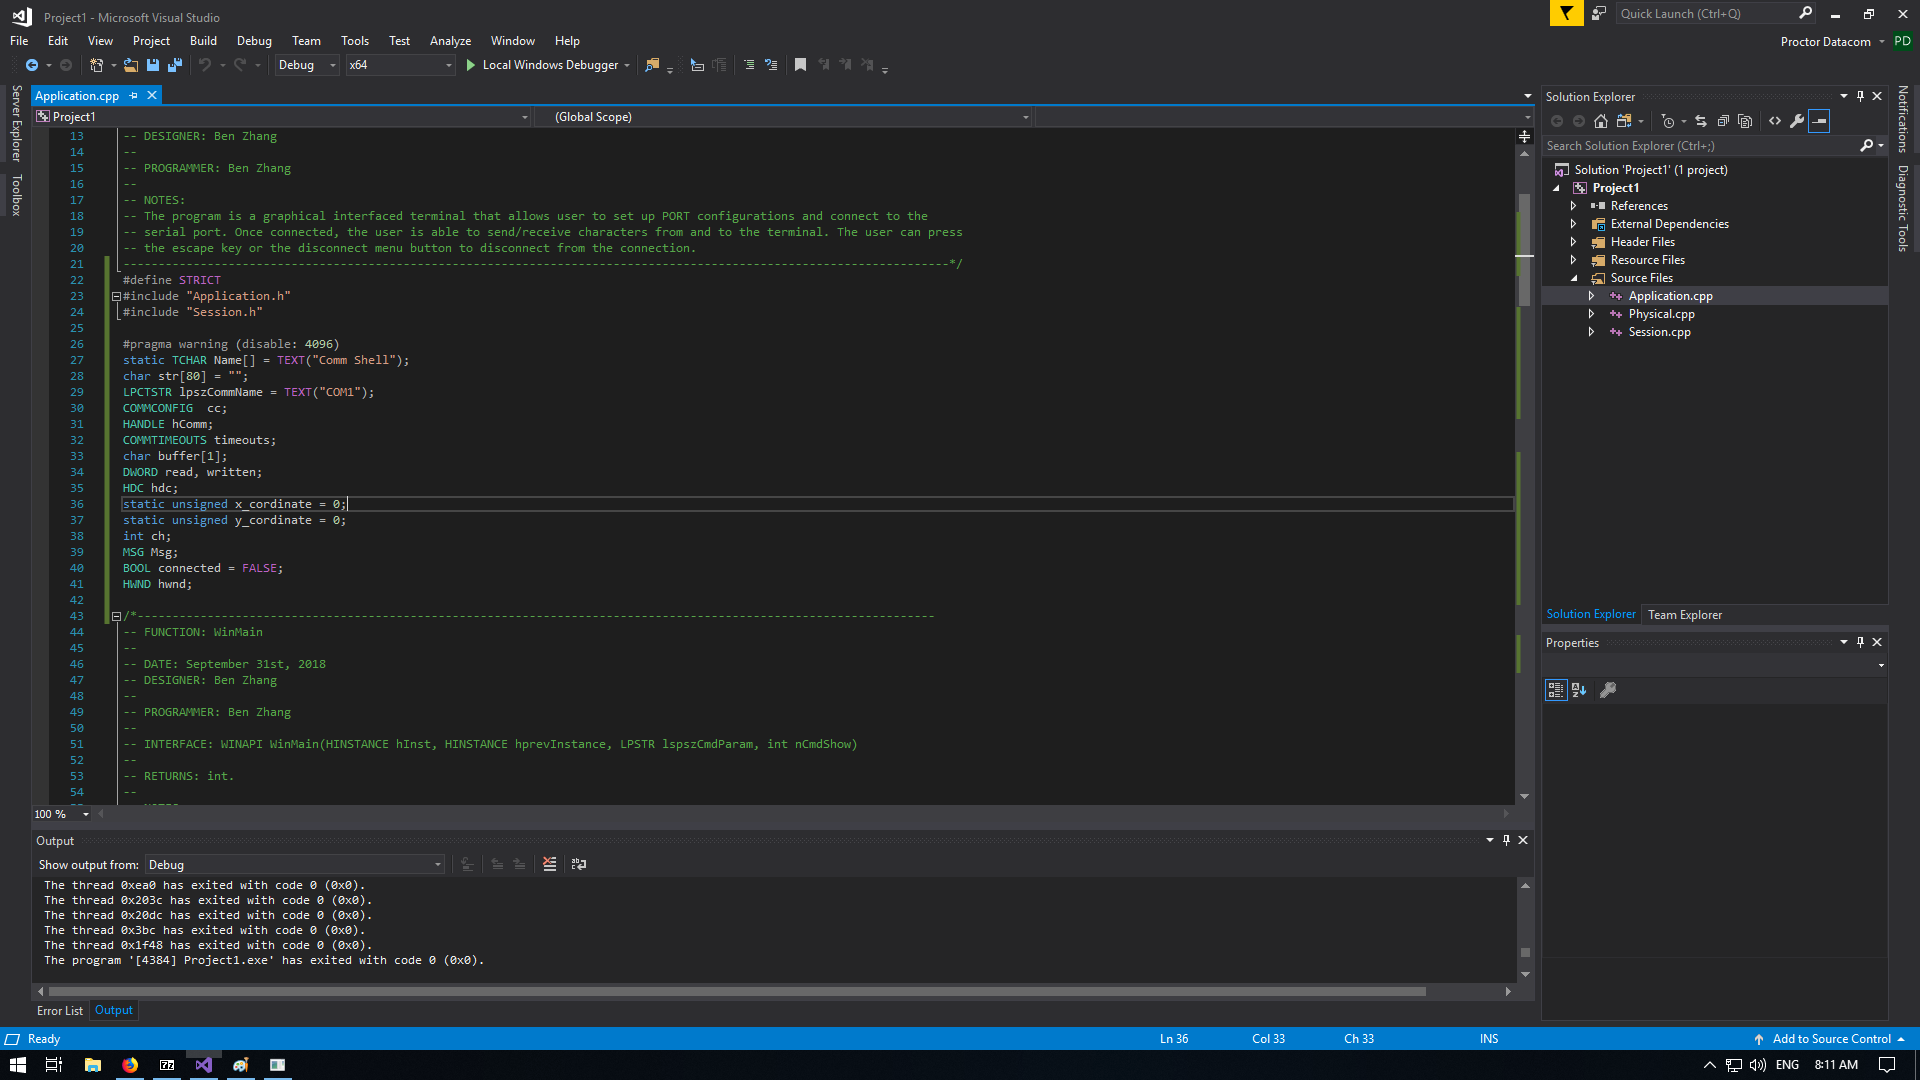 Project1 - Microsoft Visual Studio
Quick Launch (Ctrl+Q)
File Edit View Project Build Debug Team Tools Test Analyze Window Help
Proctor Datacom PD
Debug x64 Local Windows Debugger
Server Explorer
Toolbox
Application.cpp
Project1 (Global Scope)
13 -- DESIGNER: Ben Zhang
14 --
15 -- PROGRAMMER: Ben Zhang
16 --
17 -- NOTES:
18 -- The program is a graphical interfaced terminal that allows user to set up PORT configurations and connect to the
19 -- serial port. Once connected, the user is able to send/receive characters from and to the terminal. The user can press
20 -- the escape key or the disconnect menu button to disconnect from the connection.
21 ----------------------------------------------------------------------------------------------------------------------*/
22 #define STRICT
23 #include "Application.h"
24 #include "Session.h"
25
26 #pragma warning (disable: 4096)
27 static TCHAR Name[] = TEXT("Comm Shell");
28 char str[80] = "";
29 LPCTSTR lpszCommName = TEXT("COM1");
30 COMMCONFIG  cc;
31 HANDLE hComm;
32 COMMTIMEOUTS timeouts;
33 char buffer[1];
34 DWORD read, written;
35 HDC hdc;
36 static unsigned x_cordinate = 0;
37 static unsigned y_cordinate = 0;
38 int ch;
39 MSG Msg;
40 BOOL connected = FALSE;
41 HWND hwnd;
42
43 /*------------------------------------------------------------------------------------------------------------------
44 -- FUNCTION: WinMain
45 --
46 -- DATE: September 31st, 2018
47 -- DESIGNER: Ben Zhang
48 --
49 -- PROGRAMMER: Ben Zhang
50 --
51 -- INTERFACE: WINAPI WinMain(HINSTANCE hInst, HINSTANCE hprevInstance, LPSTR lspszCmdParam, int nCmdShow)
52 --
53 -- RETURNS: int.
54 --
100 %
Output
Show output from: Debug
The thread 0xea0 has exited with code 0 (0x0).
The thread 0x203c has exited with code 0 (0x0).
The thread 0x20dc has exited with code 0 (0x0).
The thread 0x3bc has exited with code 0 (0x0).
The thread 0x1f48 has exited with code 0 (0x0).
The program '[4384] Project1.exe' has exited with code 0 (0x0).
Error List Output
Solution Explorer
Search Solution Explorer (Ctrl+;)
Solution 'Project1' (1 project)
Project1
References
External Dependencies
Header Files
Resource Files
Source Files
Application.cpp
Physical.cpp
Session.cpp
Solution Explorer Team Explorer
Properties
Notifications
Diagnostic Tools
Ready Ln 36 Col 33 Ch 33 INS Add to Source Control
ENG 8:11 AM